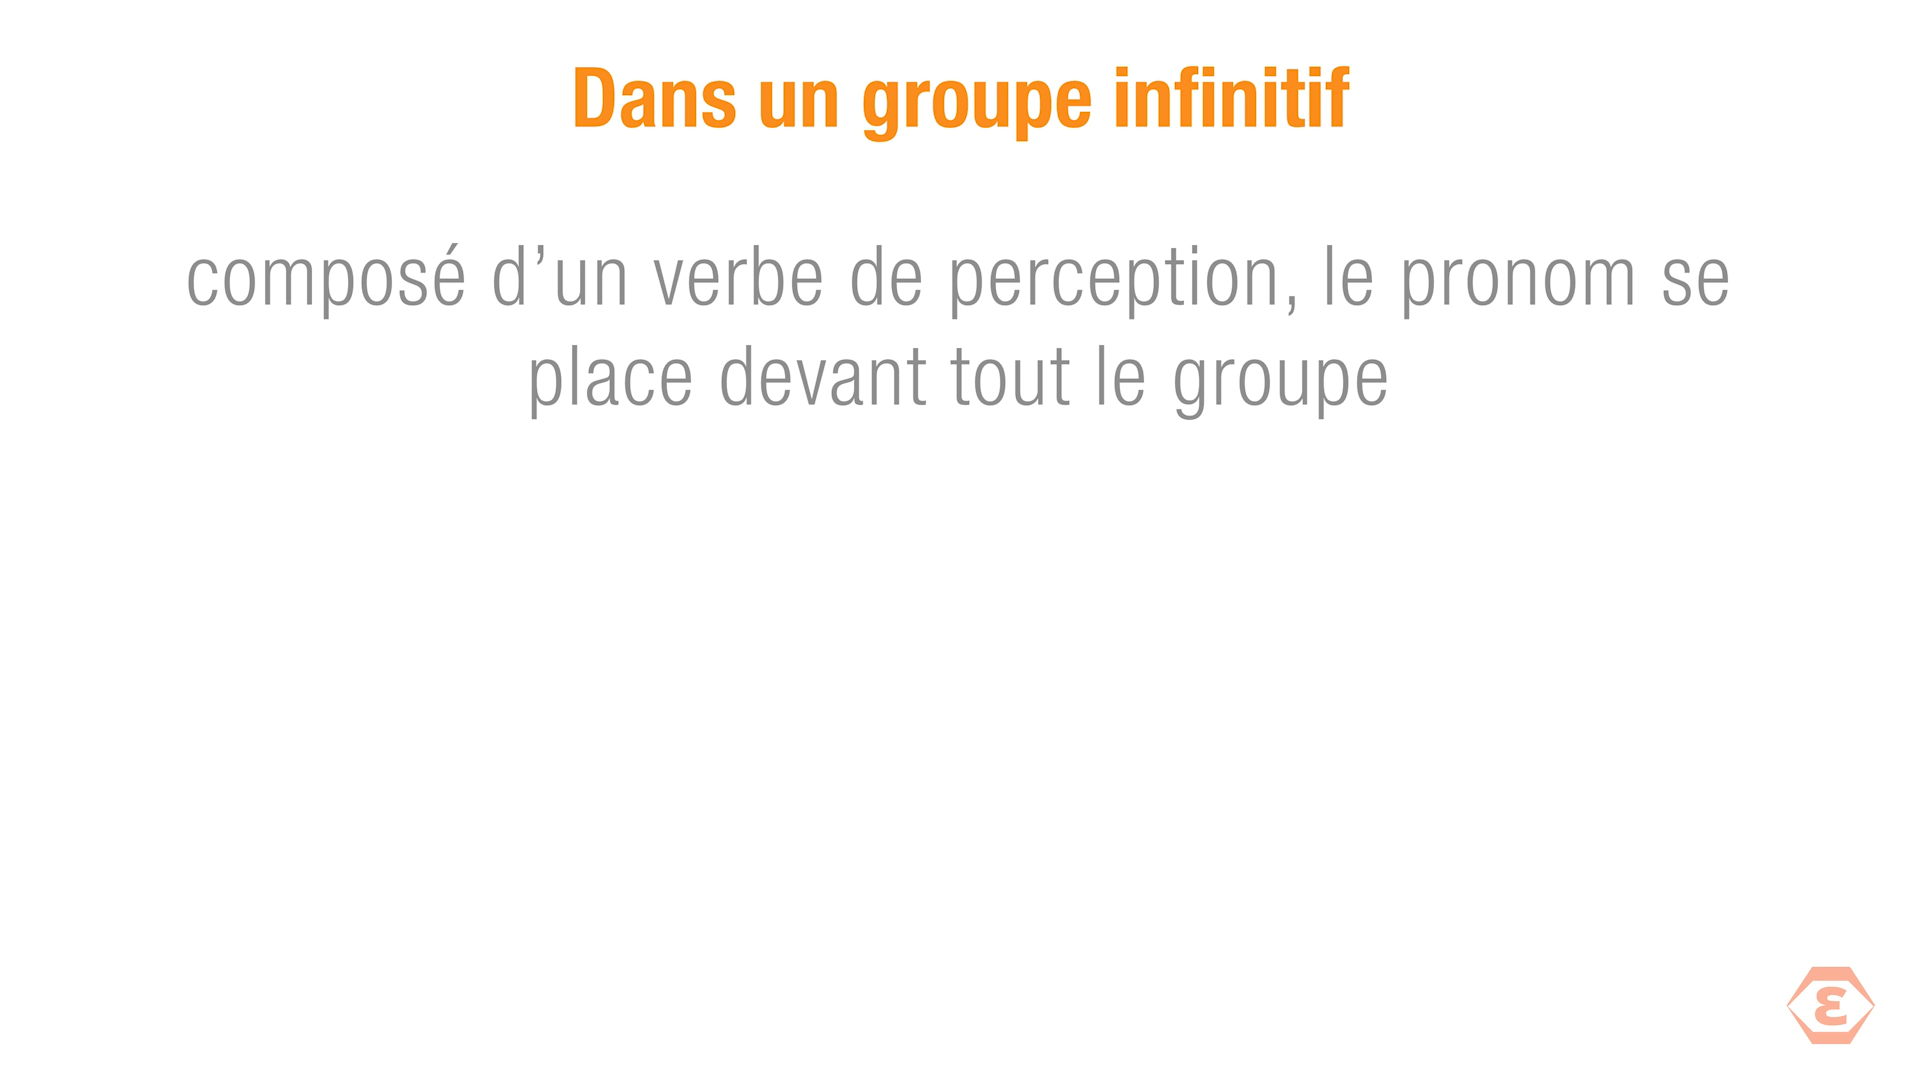 Dans un groupe infinitif
composé d’un verbe de perception, le pronom se
place devant tout le groupe
ε